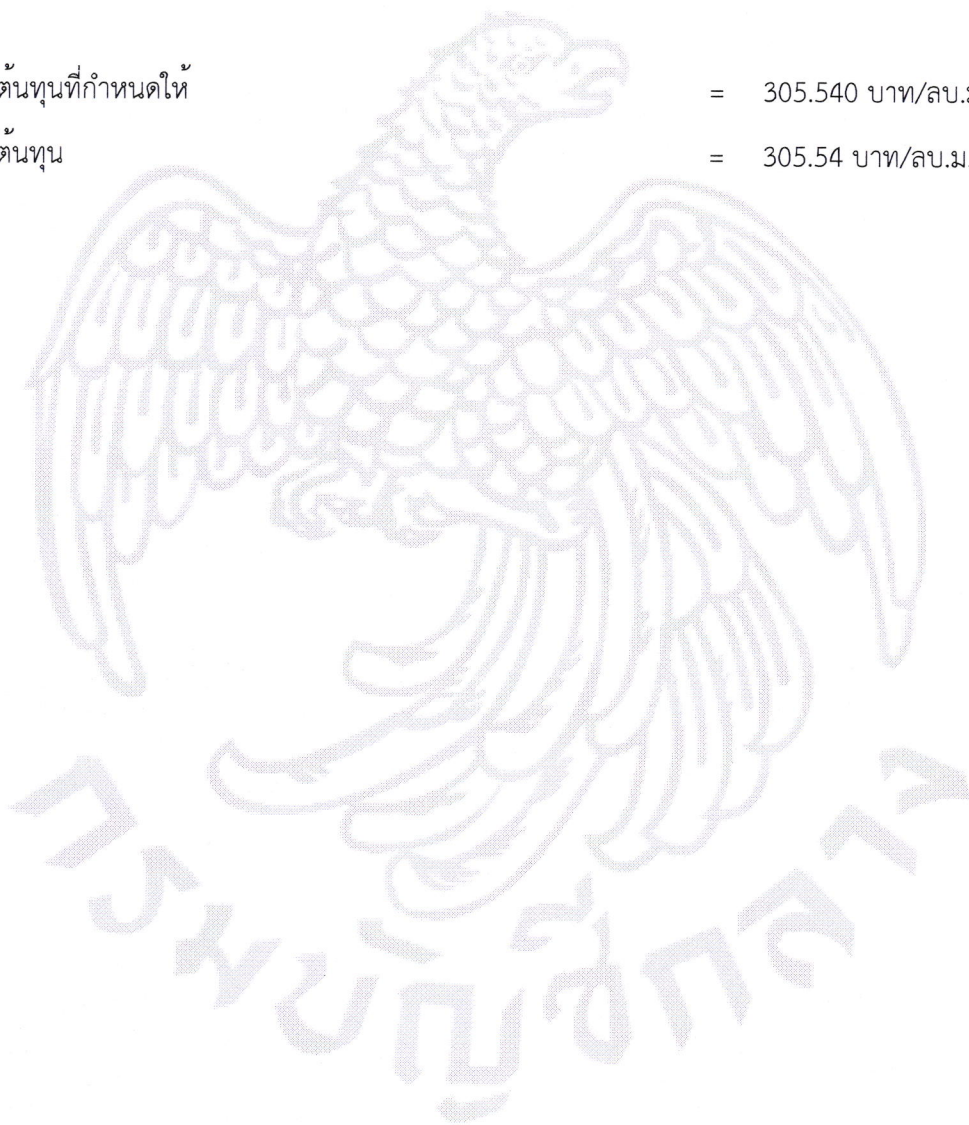 ต้นทุนที่กำหนดให้ = 305.540 บาท/ลบ.ม
ต้นทุน = 305.54 บาท/ลบ.ม.
กรมบัญชีกลาง